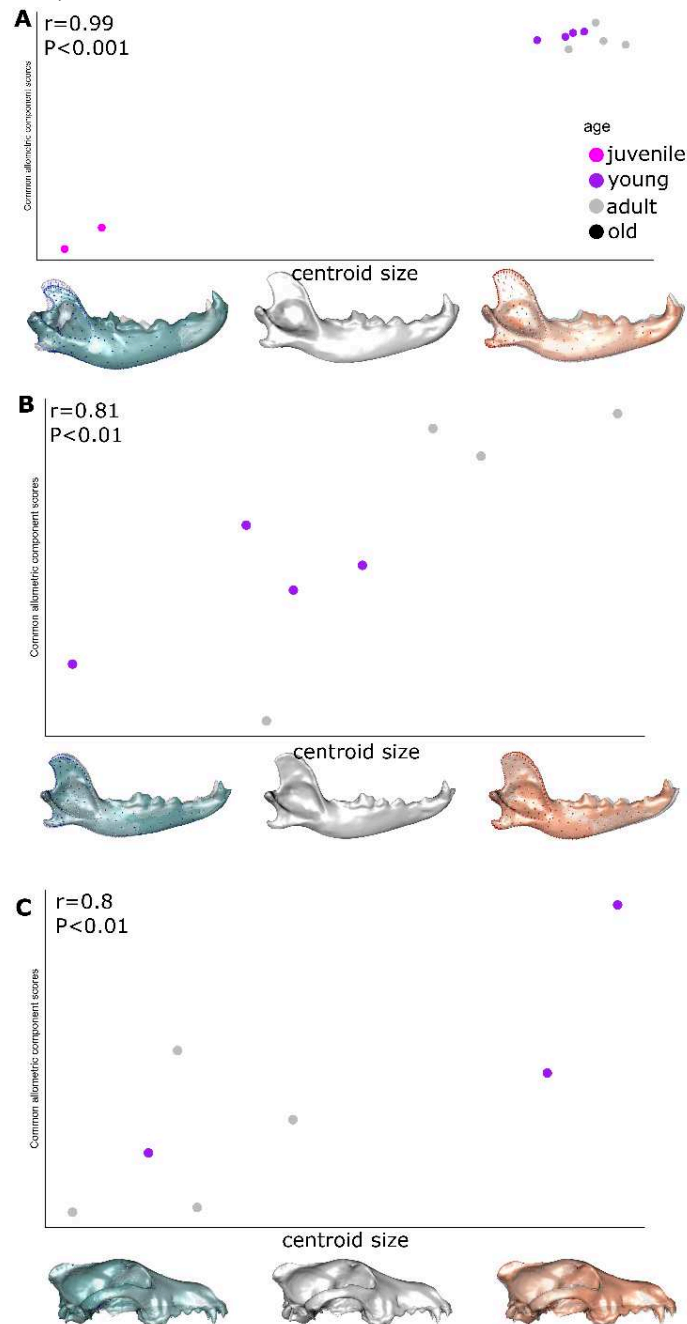 A
r=0.99
P<0.001
Common allometric component scores
age
juvenile
young
adult
old
centroid size
B
r=0.81
P<0.01
Common allometric component scores
centroid size
C
r=0.8
P<0.01
Common allometric component scores
centroid size